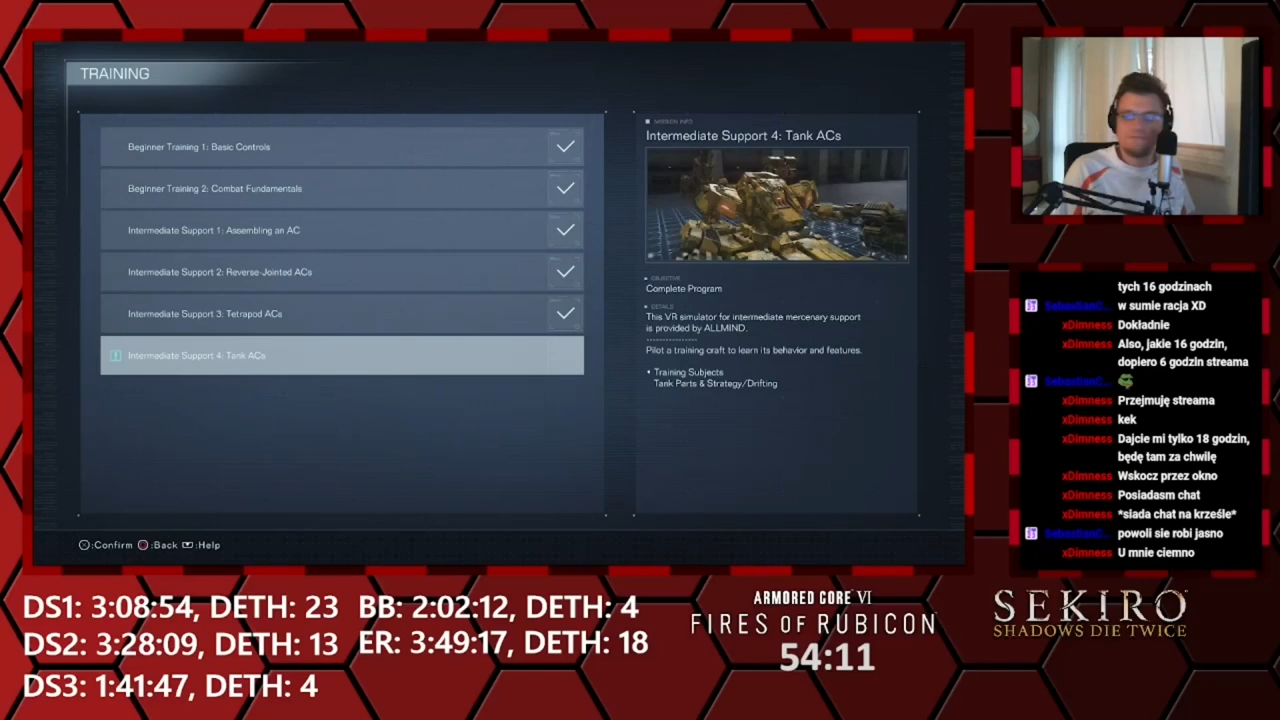 TRAINING
Beginner Training 1: Basic Controls
Beginner Training 2: Combat Fundamentals
Intermediate Support 1: Assembling an AC
Intermediate Support 2: Reverse-Jointed ACs
Intermediate Support 3: Tetrapod ACs
Intermediate Support 4: Tank ACs
MISSION INFO
Intermediate Support 4: Tank ACs
OBJECTIVE
Complete Program
DETAILS
This VR simulator for intermediate mercenary support
is provided by ALLMIND.
Pilot a training craft to learn its behavior and features.
• Training Subjects
Tank Parts & Strategy/Drifting
:Confirm :Back :Help
tych 16 godzinach
w sumie racja XD
xDimness Dokładnie
xDimness Also, jakie 16 godzin,
dopiero 6 godzin streama
xDimness Przejmuję streama
xDimness kek
xDimness Dajcie mi tylko 18 godzin,
będę tam za chwilę
xDimness Wskocz przez okno
xDimness Posiadasm chat
xDimness *siada chat na krześle*
powoli sie robi jasno
xDimness U mnie ciemno
DS1: 3:08:54, DETH: 23 BB: 2:02:12, DETH: 4
DS2: 3:28:09, DETH: 13 ER: 3:49:17, DETH: 18
DS3: 1:41:47, DETH: 4
ARMORED CORE VI
FIRES OF RUBICON
54:11
SEKIRO
SHADOWS DIE TWICE